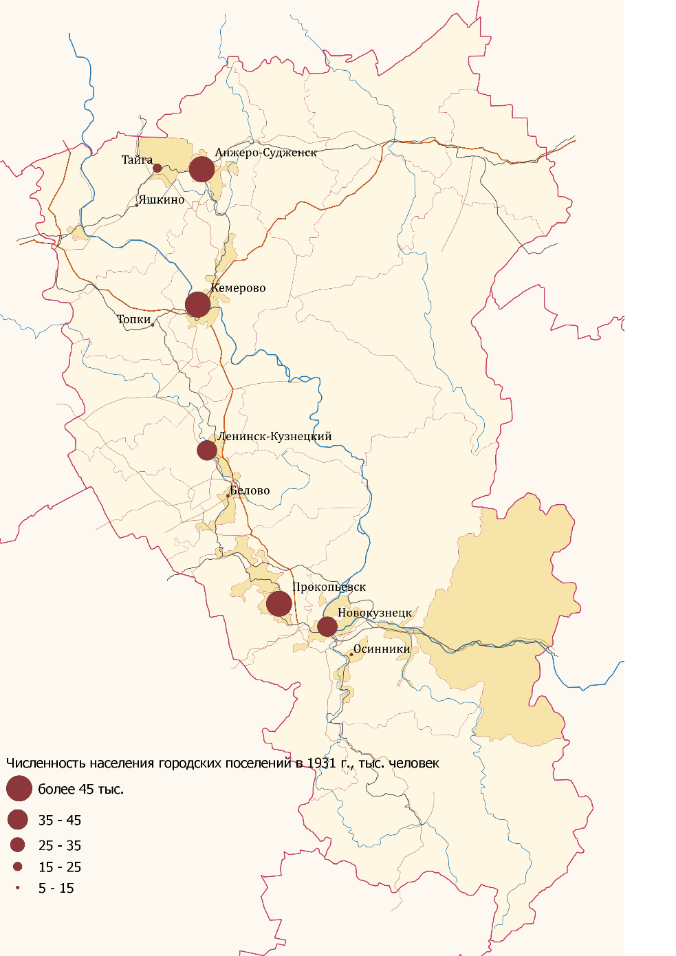 Анжеро-Судженск
Тайга
Яшкино
Кемерово
Топки
Ленинск-Кузнецкий
Белово
Прокопьевск
Новокузнецк
Осинники
Численность населения городских поселений в 1931 г., тыс. человек
более 45 тыс.
35 - 45
25 - 35
15 - 25
5 - 15